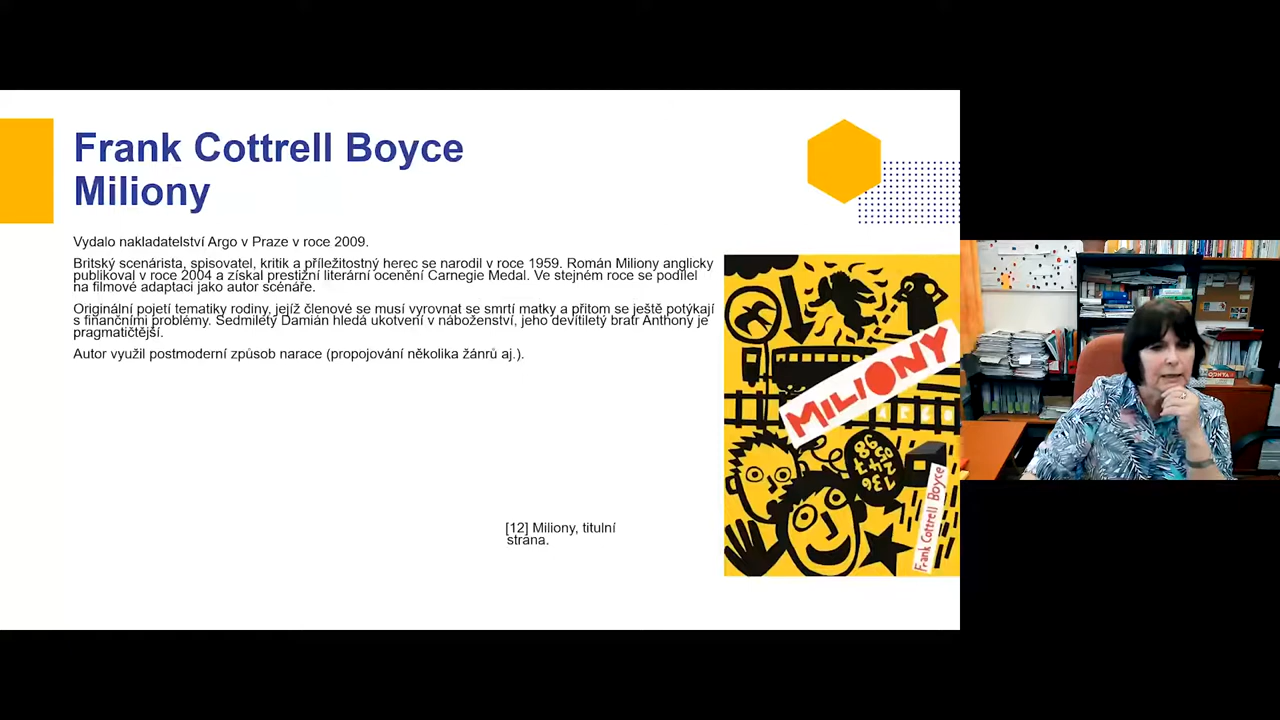 Frank Cottrell Boyce
Miliony
Vydalo nakladatelství Argo v Praze v roce 2009.
Britský scenárista, spisovatel, kritik a příležitostný herec se narodil v roce 1959. Román Miliony anglicky
publikoval v roce 2004 a získal prestižní literární ocenění Carnegie Medal. Ve stejném roce se podílel
na filmové adaptaci jako autor scénáře.
Originální pojetí tematiky rodiny, jejíž členové se musí vyrovnat se smrtí matky a přitom se ještě potýkají
s finančními problémy. Sedmiletý Damián hledá ukotvení v náboženství, jeho devítiletý bratr Anthony je
pragmatičtější.
Autor využil postmoderní způsob narace (propojování několika žánrů aj.).
MILIONY
ARGO
Frank Cottrell Boyce
[12] Miliony, titulní
strana.